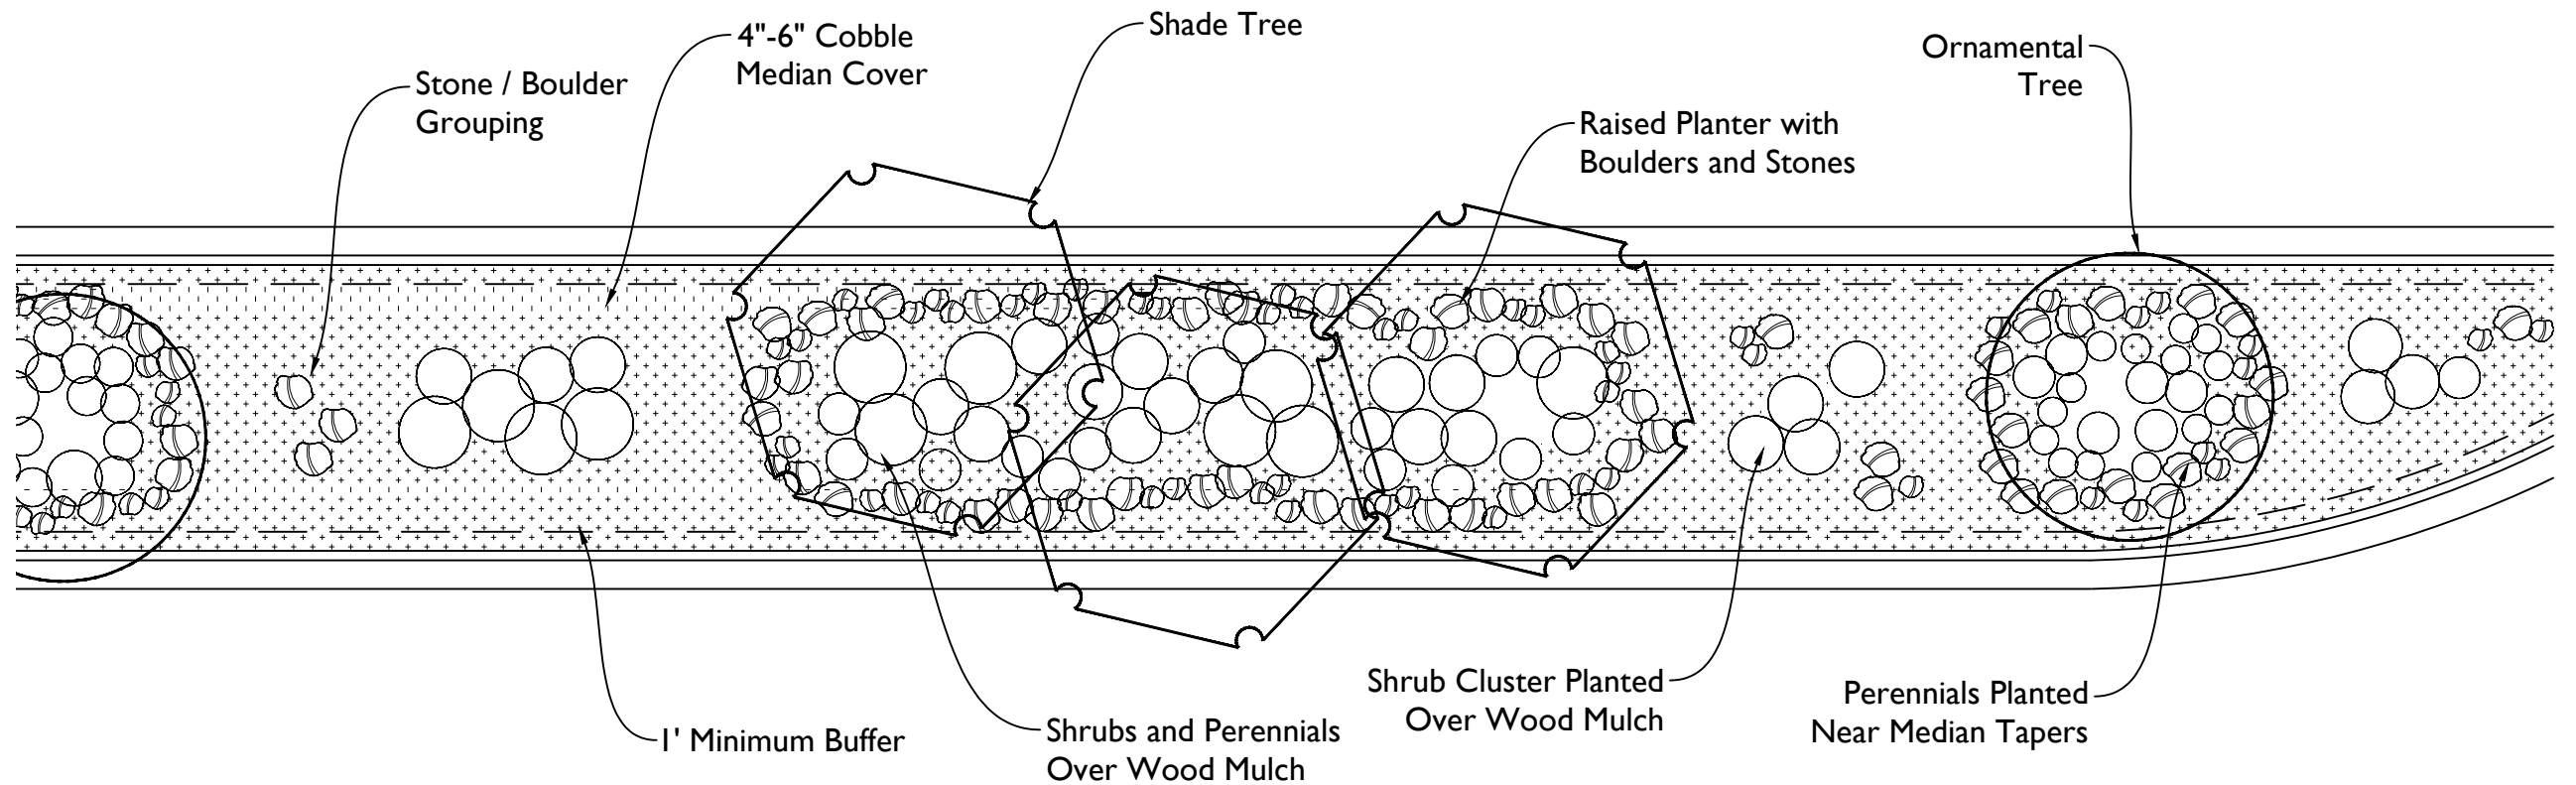 Shade Tree
4"-6" Cobble
Median Cover
Ornamental
Tree
Stone / Boulder
Grouping
Raised Planter with
Boulders and Stones
Shrub Cluster Planted
Over Wood Mulch
Perennials Planted
Near Median Tapers
1' Minimum Buffer
Shrubs and Perennials
Over Wood Mulch